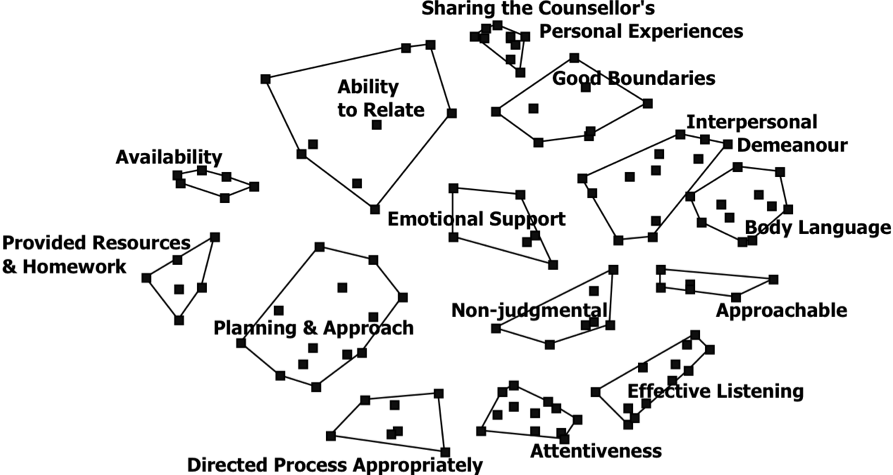 Sharing the Counsellor's
Personal Experiences
Good Boundaries
Ability
to Relate
Interpersonal
Demeanour
Availability
Emotional Support
Body Language
Provided Resources
& Homework
Non-judgmental
Approachable
Planning & Approach
Effective Listening
Attentiveness
Directed Process Appropriately